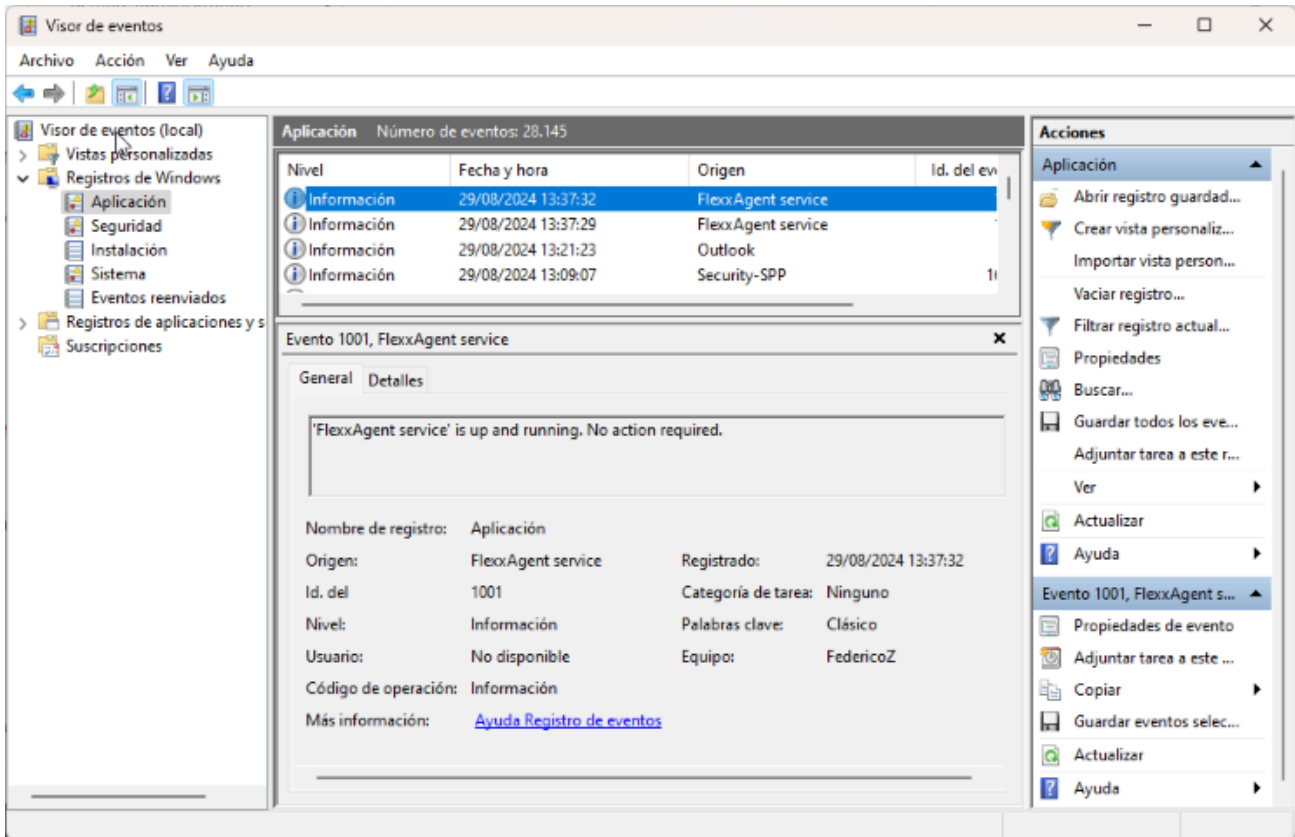 Visor de eventos
Archivo Acción Ver Ayuda
Visor de eventos (local)
Vistas personalizadas
Registros de Windows
Aplicación
Seguridad
Instalación
Sistema
Eventos reenviados
Registros de aplicaciones y s
Suscripciones
Aplicación Número de eventos: 28.145
Nivel Fecha y hora Origen Id. del eve
Información 29/08/2024 13:37:32 FlexxAgent service
Información 29/08/2024 13:37:29 FlexxAgent service
Información 29/08/2024 13:21:23 Outlook
Información 29/08/2024 13:09:07 Security-SPP
Evento 1001, FlexxAgent service
General Detalles
'FlexxAgent service' is up and running. No action required.
Nombre de registro: Aplicación
Origen: FlexxAgent service Registrado: 29/08/2024 13:37:32
Id. del 1001 Categoría de tarea: Ninguno
Nivel: Información Palabras clave: Clásico
Usuario: No disponible Equipo: FedericoZ
Código de operación: Información
Más información: Ayuda Registro de eventos
Acciones
Aplicación
Abrir registro guardad...
Crear vista personaliz...
Importar vista person...
Vaciar registro...
Filtrar registro actual...
Propiedades
Buscar...
Guardar todos los eve...
Adjuntar tarea a este r...
Ver
Actualizar
Ayuda
Evento 1001, FlexxAgent s...
Propiedades de evento
Adjuntar tarea a este ...
Copiar
Guardar eventos selec...
Actualizar
Ayuda